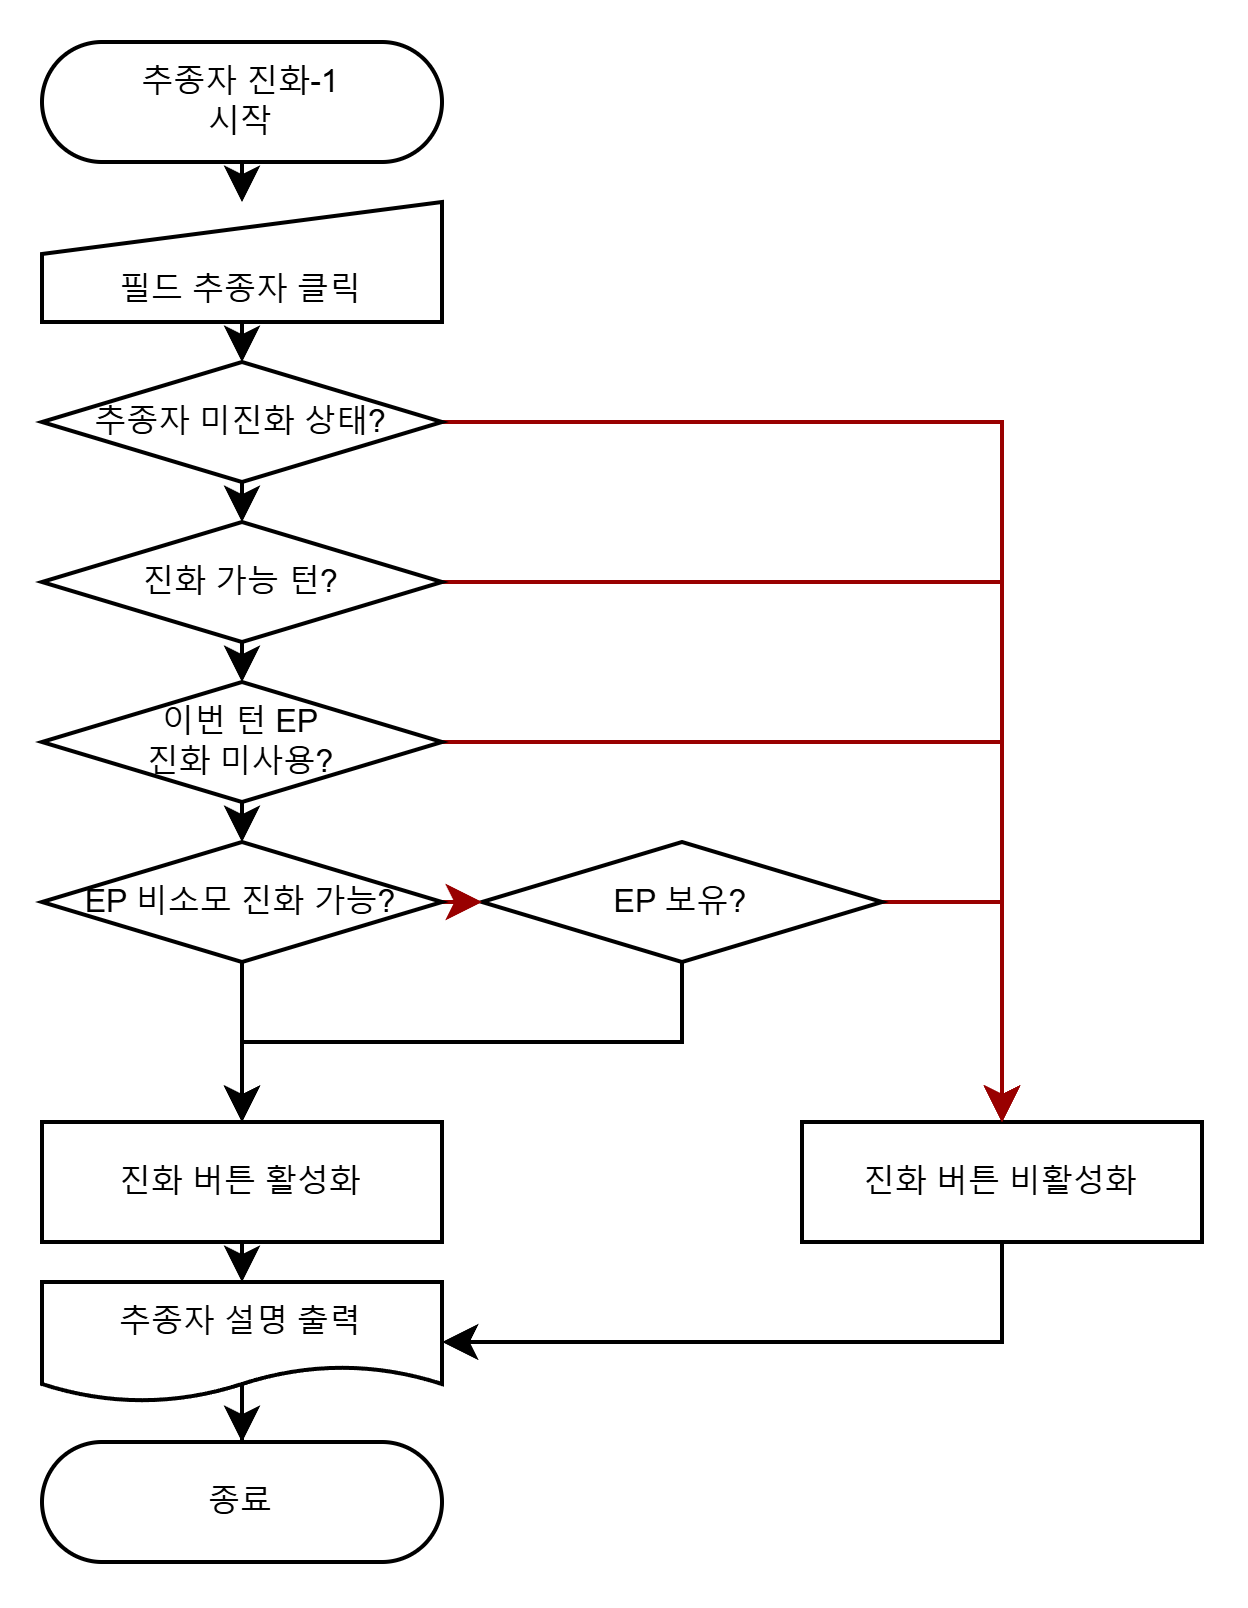 추종자 진화-1
시작
필드 추종자 클릭
추종자 미진화 상태?
진화 가능 턴?
이번 턴 EP
진화 미사용?
EP 비소모 진화 가능?
EP 보유?
진화 버튼 활성화
진화 버튼 비활성화
추종자 설명 출력
종료